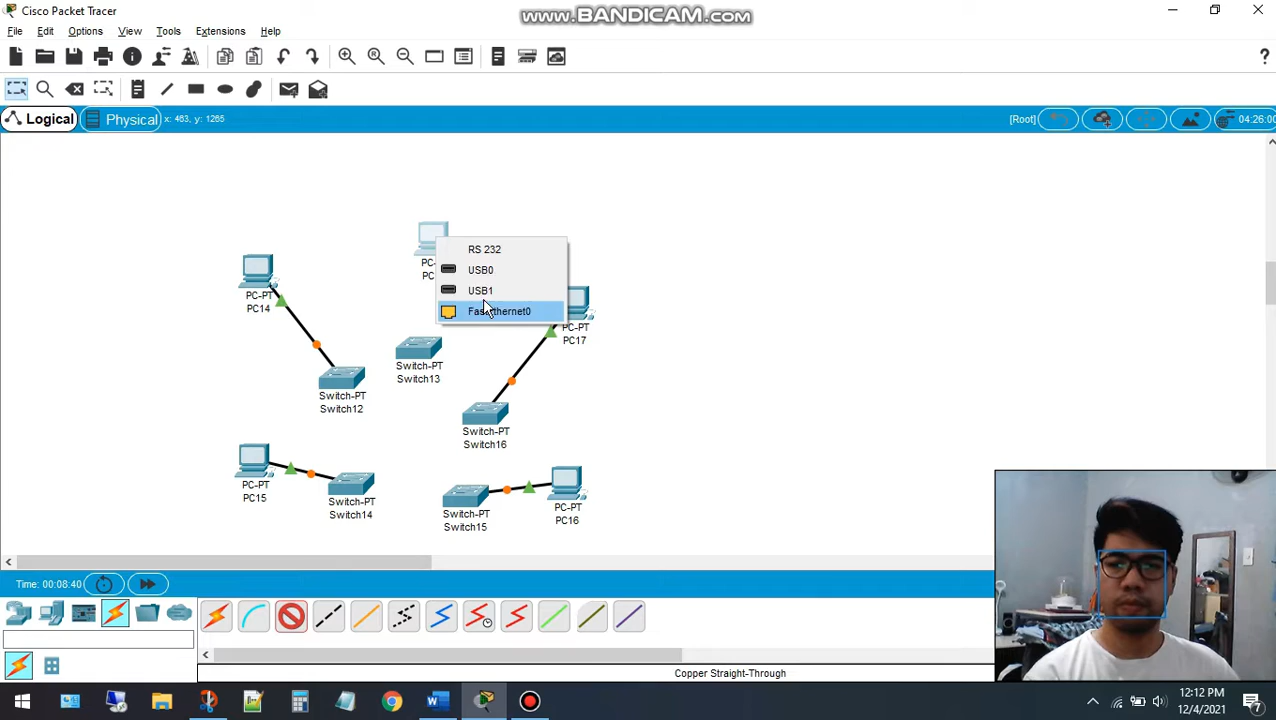 Cisco Packet Tracer
www.BANDICAM.com
File Edit Options View Tools Extensions Help
Logical
Physical
x: 463, y: 1265
[Root]
04:26:00
RS 232
USB0
USB1
FastEthernet0
PC-PT
PC14
PC-PT
PC17
Switch-PT
Switch13
Switch-PT
Switch12
Switch-PT
Switch16
PC-PT
PC15
Switch-PT
Switch14
Switch-PT
Switch15
PC-PT
PC16
Time: 00:08:40
Copper Straight-Through
12:12 PM
12/4/2021
7